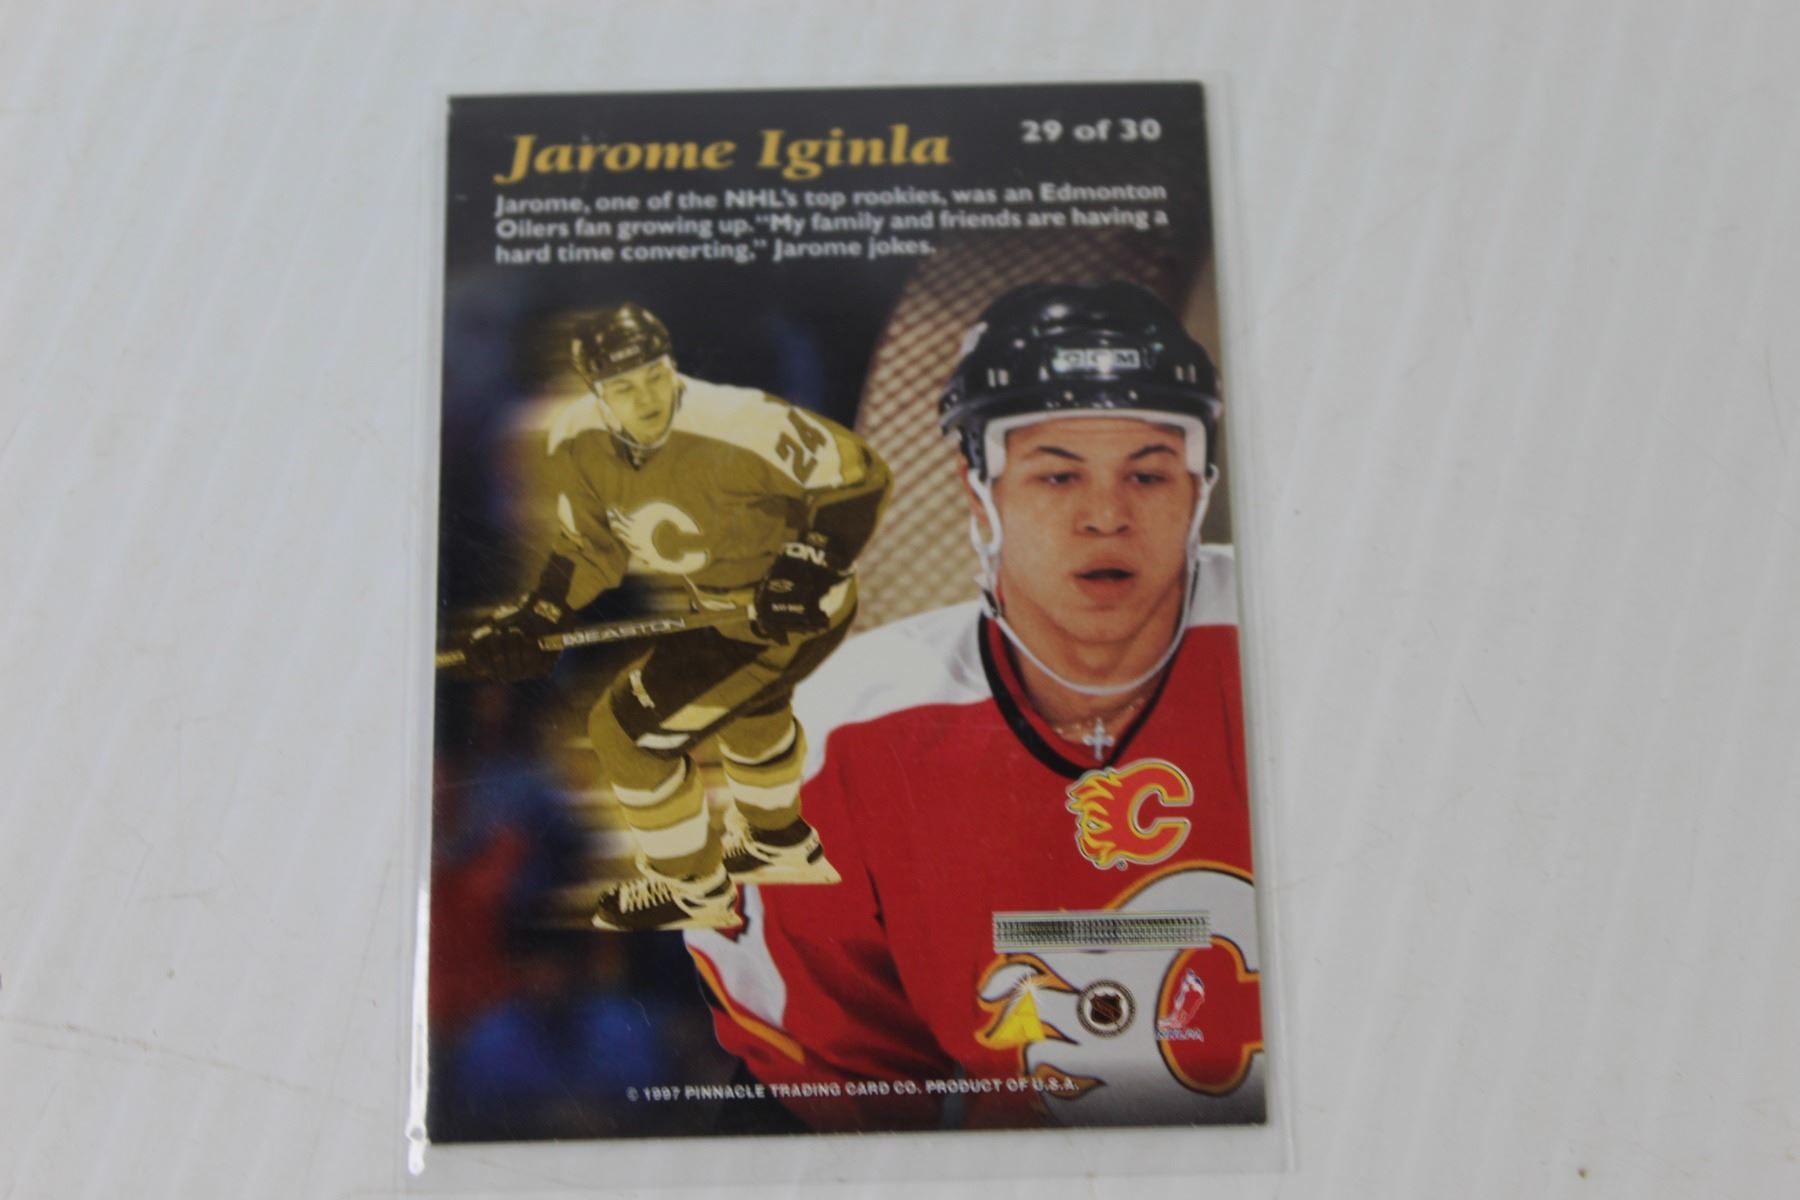 Jarome Iginla
29 of 30
Jarome, one of the NHL's top rookies, was an Edmonton
Oilers fan growing up. "My family and friends are having a
hard time converting," Jarome jokes.
CCM
24
C
EASTON
C
NHLPA
© 1997 PINNACLE TRADING CARD CO. PRODUCT OF U.S.A.